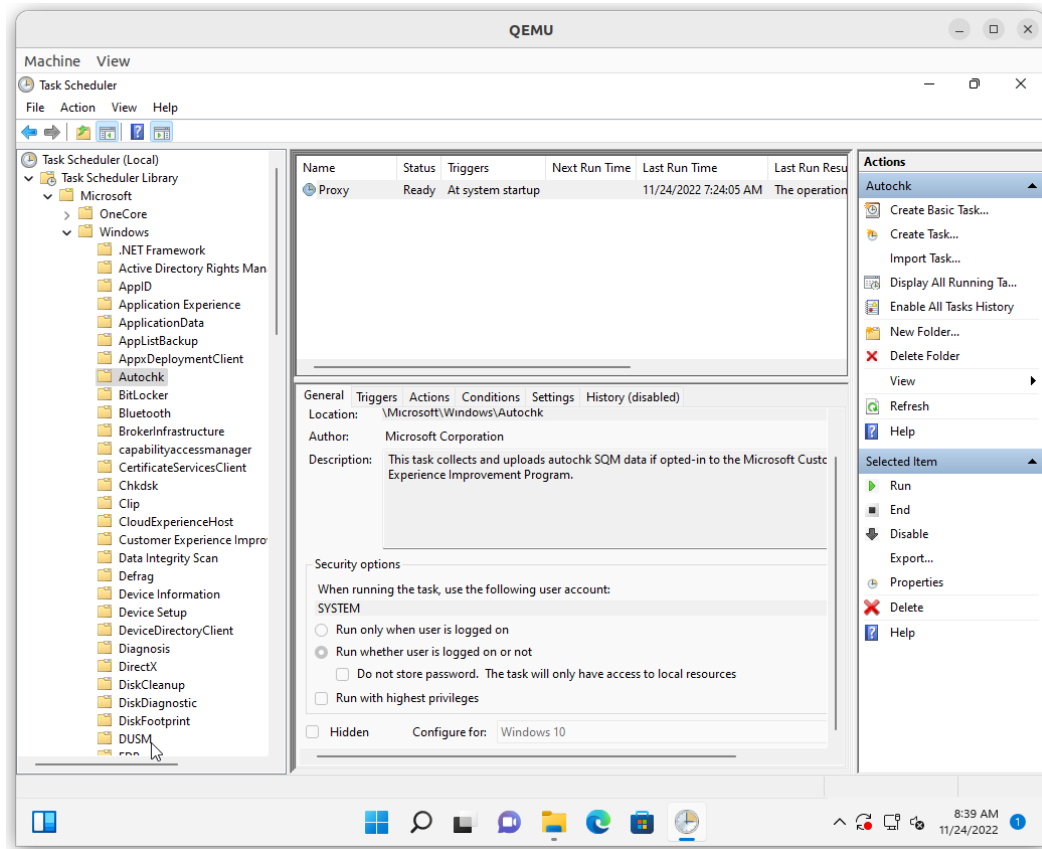 QEMU
Machine View
Task Scheduler
File Action View Help
Task Scheduler (Local)
Task Scheduler Library
Microsoft
OneCore
Windows
.NET Framework
Active Directory Rights Man
AppID
Application Experience
ApplicationData
AppListBackup
AppxDeploymentClient
Autochk
BitLocker
Bluetooth
BrokerInfrastructure
capabilityaccessmanager
CertificateServicesClient
Chkdsk
Clip
CloudExperienceHost
Customer Experience Impro
Data Integrity Scan
Defrag
Device Information
Device Setup
DeviceDirectoryClient
Diagnosis
DirectX
DiskCleanup
DiskDiagnostic
DiskFootprint
DUSM
Name Status Triggers Next Run Time Last Run Time Last Run Resu
Proxy Ready At system startup 11/24/2022 7:24:05 AM The operation
General Triggers Actions Conditions Settings History (disabled)
Location: \Microsoft\Windows\Autochk
Author: Microsoft Corporation
Description: This task collects and uploads autochk SQM data if opted-in to the Microsoft Custo
Experience Improvement Program.
Security options
When running the task, use the following user account:
SYSTEM
Run only when user is logged on
Run whether user is logged on or not
Do not store password. The task will only have access to local resources
Run with highest privileges
Hidden Configure for: Windows 10
Actions
Autochk
Create Basic Task...
Create Task...
Import Task...
Display All Running Ta...
Enable All Tasks History
New Folder...
Delete Folder
View
Refresh
Help
Selected Item
Run
End
Disable
Export...
Properties
Delete
Help
8:39 AM
11/24/2022
1